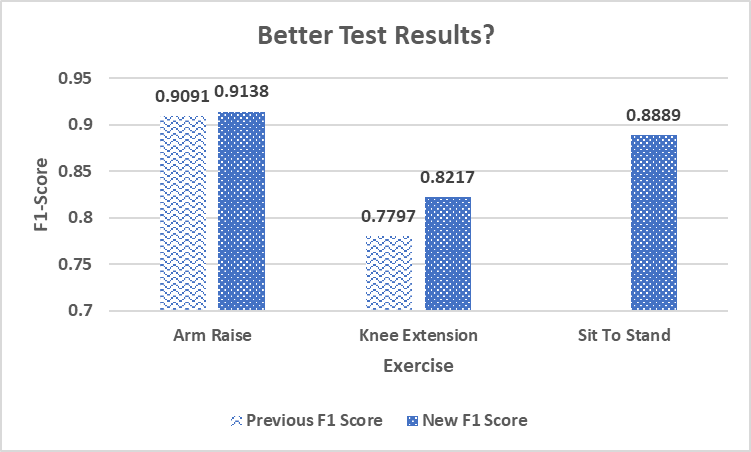 Better Test Results?
0.95
0.9
0.85
0.8
0.75
0.7
F1-Score
0.9091
0.9138
0.7797
0.8217
0.8889
Arm Raise
Knee Extension
Sit To Stand
Exercise
Previous F1 Score
New F1 Score